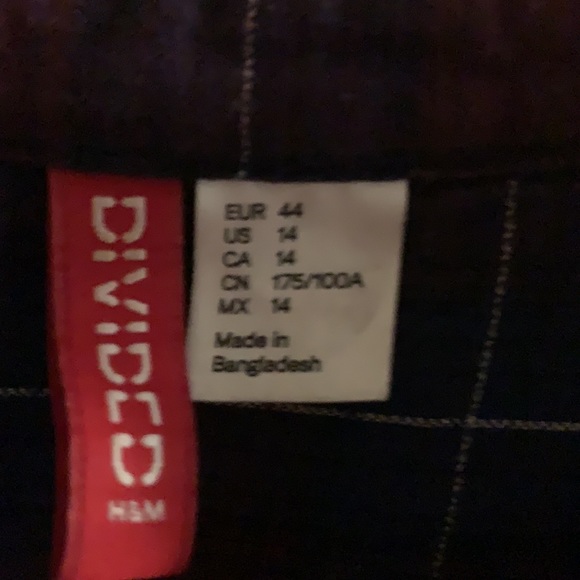 DIVIDED
H&M
EUR 44
US 14
CA 14
CN 175/100A
MX 14
Made in
Bangladesh